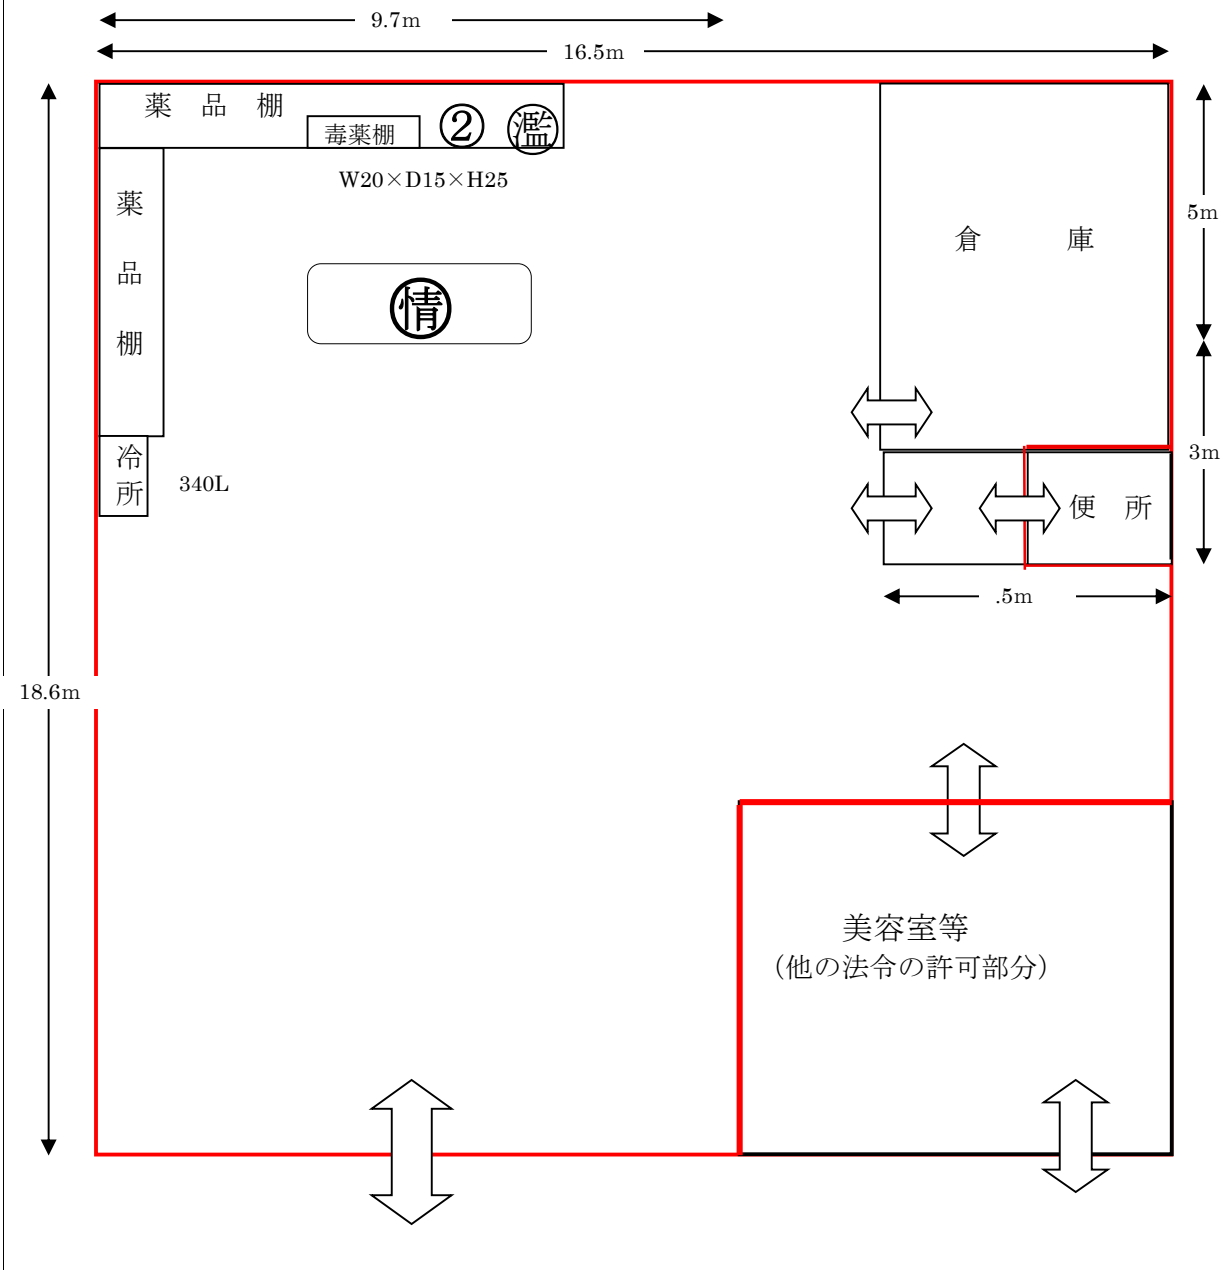 9.7m
16.5m
薬 品 棚
毒薬棚
②
濫
W20×D15×H25
薬
品
棚
倉 庫
5m
情
冷
所
340L
3m
便 所
.5m
18.6m
美容室等
（他の法令の許可部分）